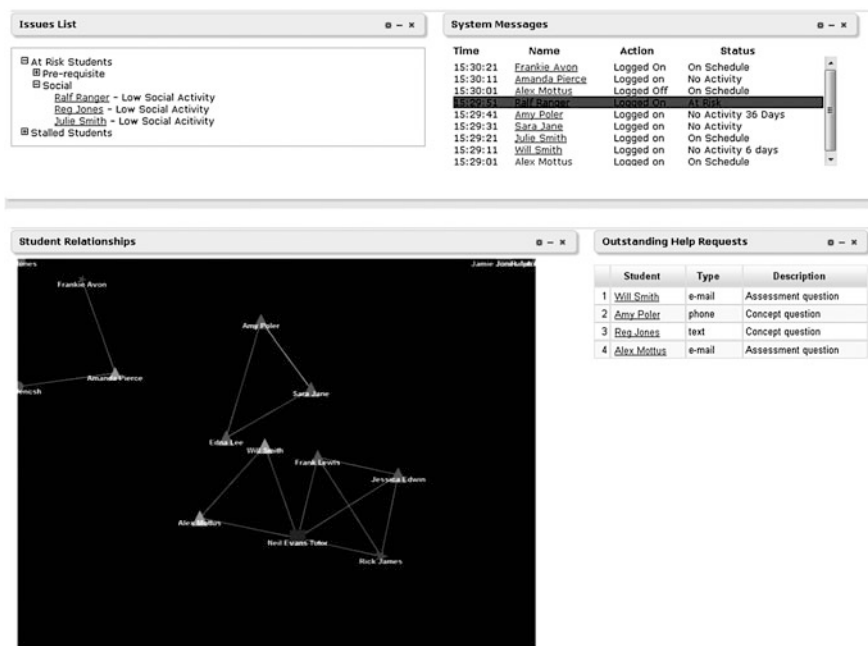 Issues List
At Risk Students
Pre-requisite
Social
Ralf Ranger - Low Social Activity
Reg Jones - Low Social Activity
Julie Smith - Low Social Acitivity
Stalled Students
System Messages
Time Name Action Status
15:30:21 Frankie Avon Logged On On Schedule
15:30:11 Amanda Pierce Logged on No Activity
15:30:01 Alex Mottus Logged Off On Schedule
15:29:51 Ralf Ranger Logged On At Risk
15:29:41 Amy Poler Logged on No Activity 36 Days
15:29:31 Sara Jane Logged on No Activity
15:29:21 Julie Smith Logged on On Schedule
15:29:11 Will Smith Logged on No Activity 6 days
15:29:01 Alex Mottus Logged on On Schedule
Student Relationships
Jamie
Frankie Avon
Amy Poler
Amanda Pierce
Sara Jane
Edna Lee
Will Smith
Frank Lewis
Jessica Edwin
Alex Mottus
Neil Evans Tutor
Rick James
Outstanding Help Requests
Student Type Description
1 Will Smith e-mail Assessment question
2 Amy Poler phone Concept question
3 Reg Jones text Concept question
4 Alex Mottus e-mail Assessment question